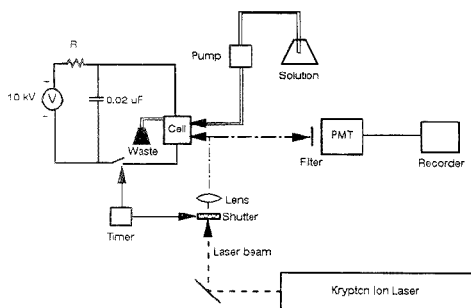 R
Pump
Solution
10 kV
V
0.02 uF
Cell
Waste
PMT
Filter
Recorder
Lens
Shutter
Timer
Laser beam
Krypton Ion Laser